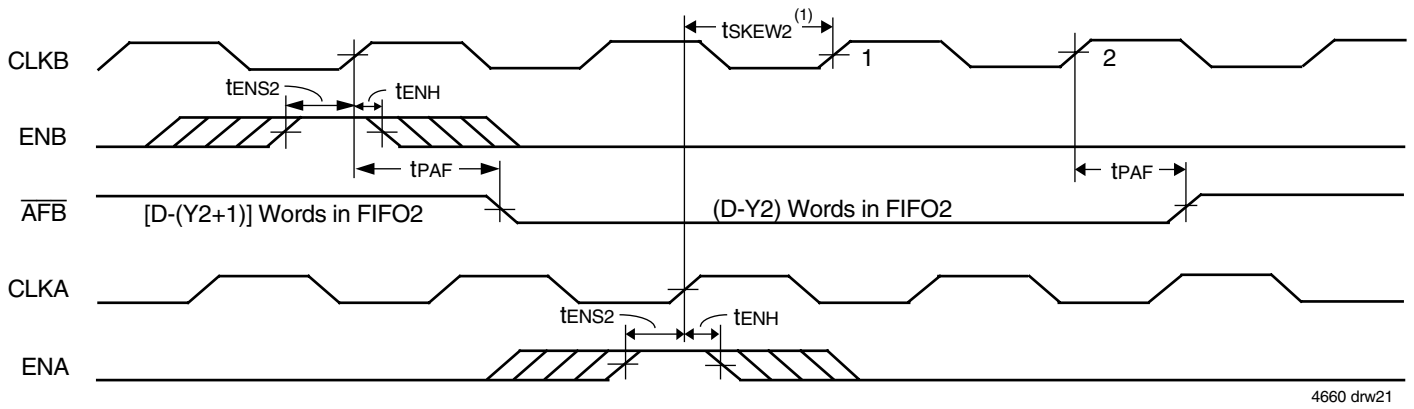 tSKEW2 (1)
CLKB 1 2
tENS2 tENH
ENB
tPAF tPAF
AFB [D-(Y2+1)] Words in FIFO2 (D-Y2) Words in FIFO2
CLKA
tENS2 tENH
ENA
4660 drw21